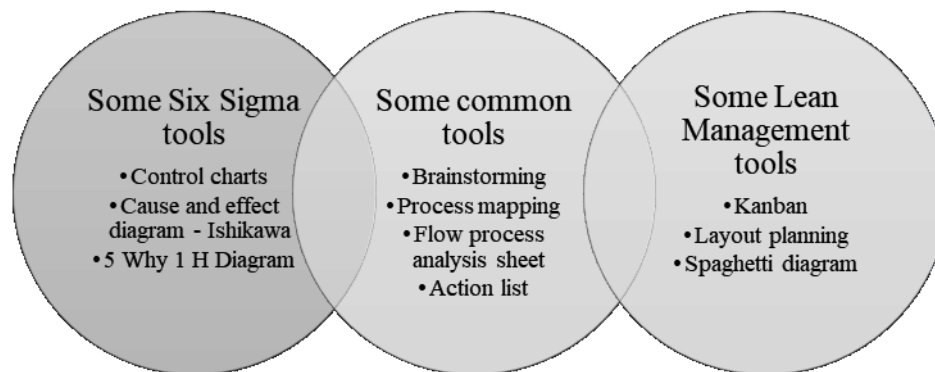 Some Six Sigma
tools
•Control charts
•Cause and effect
diagram - Ishikawa
•5 Why 1 H Diagram
Some common
tools
•Brainstorming
•Process mapping
•Flow process
analysis sheet
•Action list
Some Lean
Management
tools
•Kanban
•Layout planning
•Spaghetti diagram